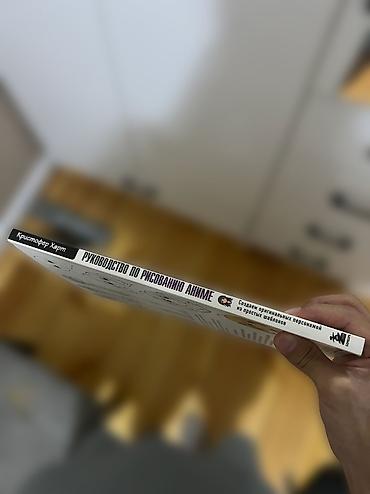 Кристофер Харт
РУКОВОДСТВО ПО РИСОВАНИЮ АНИМЕ
Создаем оригинальных персонажей
из простых шаблонов